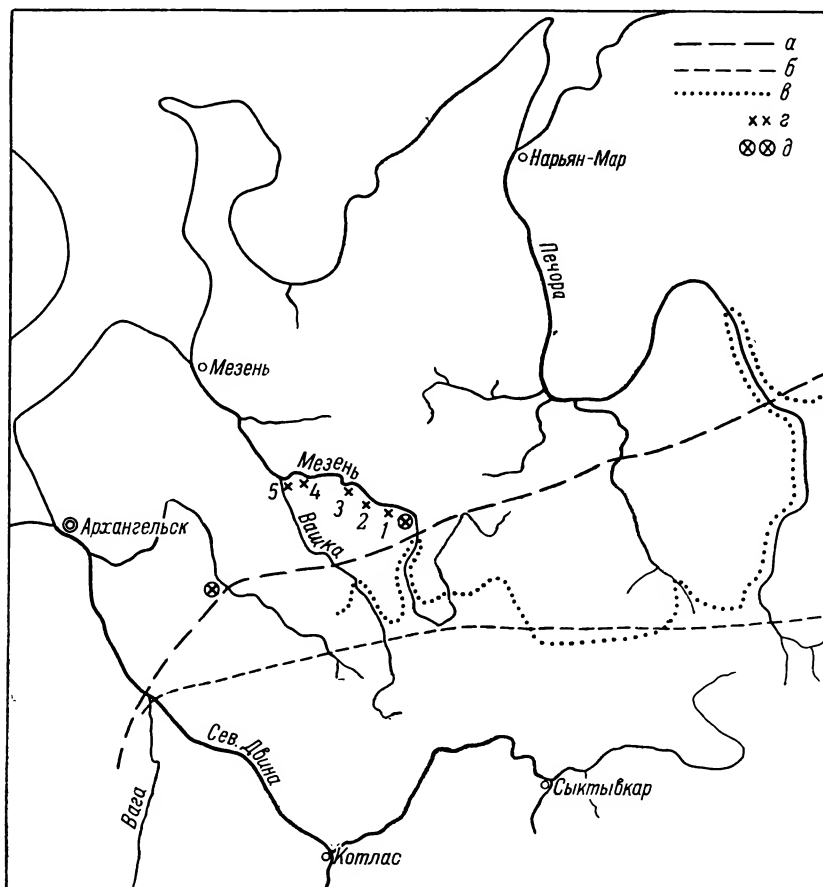 а
б
в
г
д
Нарьян-Мар
Печора
Мезень
Мезень
5 4 3 2 1
Вашка
Архангельск
Сев. Двина
Вага
Сыктывкар
Котлас